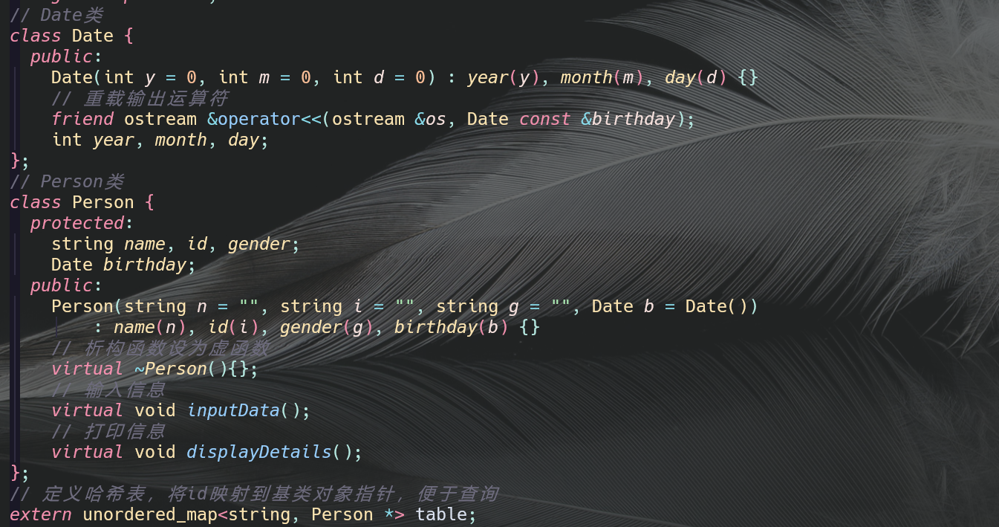 // Date类
class Date {
public:
Date(int y = 0, int m = 0, int d = 0) : year(y), month(m), day(d) {}
// 重载输出运算符
friend ostream &operator<<(ostream &os, Date const &birthday);
int year, month, day;
};
// Person类
class Person {
protected:
string name, id, gender;
Date birthday;
public:
Person(string n = "", string i = "", string g = "", Date b = Date())
: name(n), id(i), gender(g), birthday(b) {}
// 析构函数设为虚函数
virtual ~Person(){};
// 输入信息
virtual void inputData();
// 打印信息
virtual void displayDetails();
};
// 定义哈希表，将id映射到基类对象指针，便于查询
extern unordered_map<string, Person *> table;